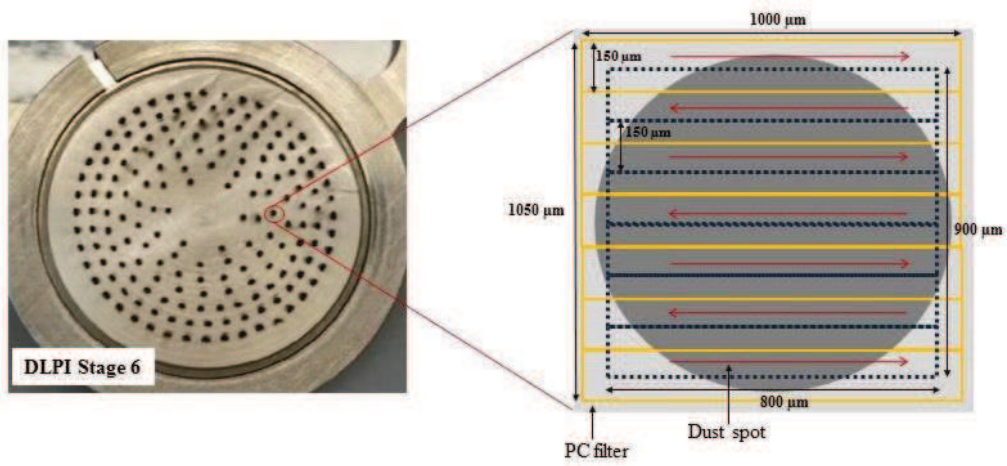 1000 µm
150 µm
150 µm
1050 µm
900 µm
DLPI Stage 6
800 µm
Dust spot
PC filter